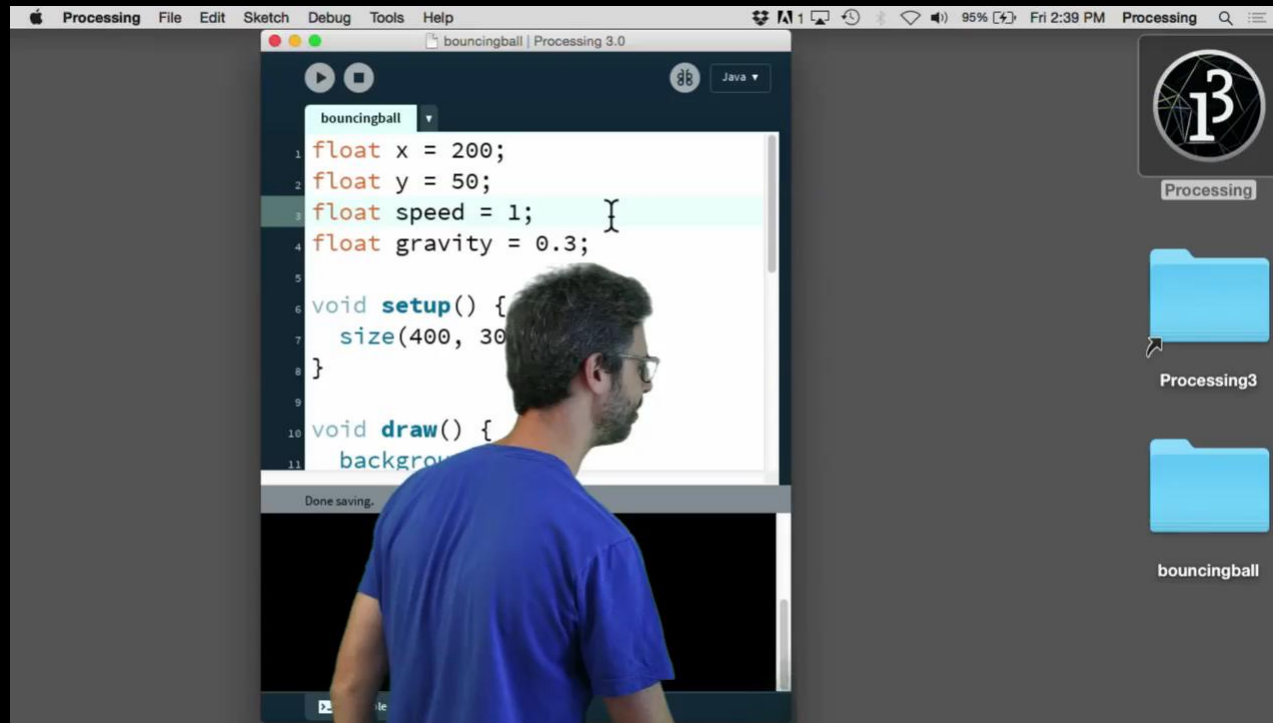 Processing File Edit Sketch Debug Tools Help 1 95% Fri 2:39 PM Processing
bouncingball | Processing 3.0
Java
bouncingball
1 float x = 200;
2 float y = 50;
3 float speed = 1;
4 float gravity = 0.3;
5
6 void setup() {
7 size(400, 30
8 }
9
10 void draw() {
11 backgrou
Done saving.
Processing
Processing3
bouncingball